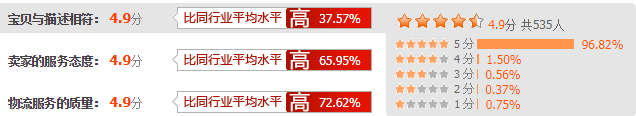 宝贝与描述相符： 4.9分 比同行业平均水平 高 37.57%
卖家的服务态度： 4.9分 比同行业平均水平 高 65.95%
物流服务的质量： 4.9分 比同行业平均水平 高 72.62%
4.9分 共535人
5分 96.82%
4分 1.50%
3分 0.56%
2分 0.37%
1分 0.75%